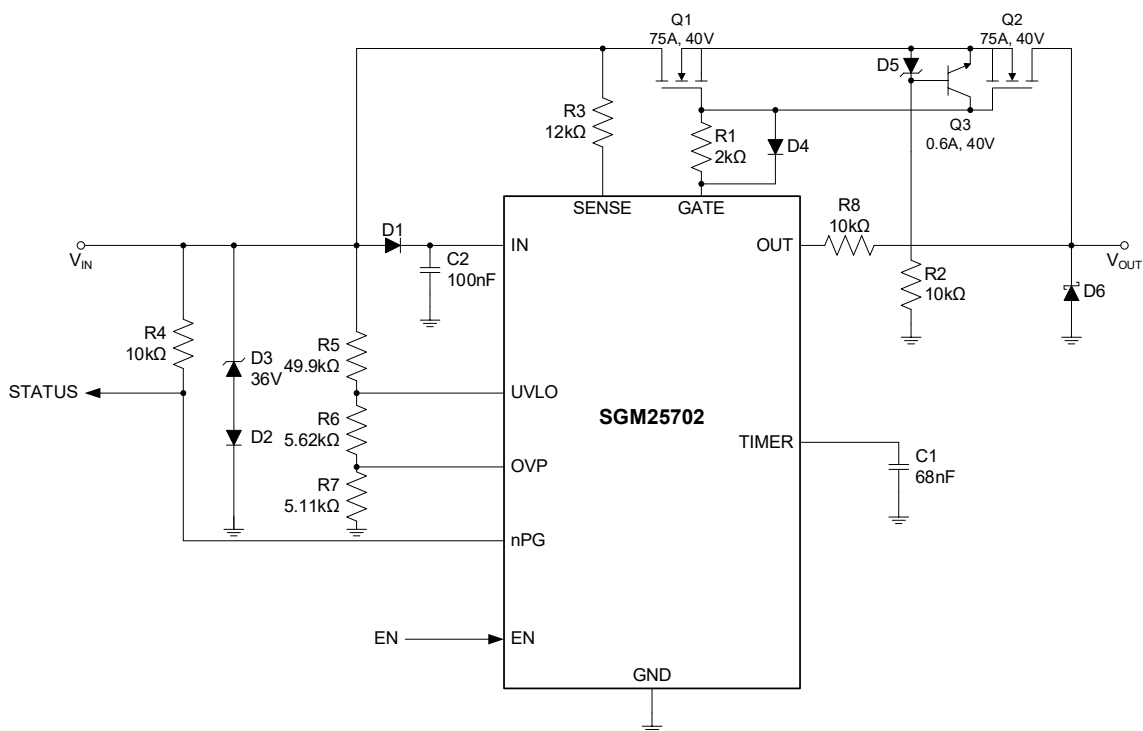 Q1
75A, 40V
Q2
75A, 40V
D5
R3
12kΩ
R1
2kΩ
D4
Q3
0.6A, 40V
SENSE
GATE
R8
10kΩ
D1
IN
OUT
V_IN
C2
100nF
V_OUT
R2
10kΩ
D6
R4
10kΩ
D3
36V
R5
49.9kΩ
STATUS
UVLO
SGM25702
R6
5.62kΩ
D2
TIMER
OVP
C1
68nF
R7
5.11kΩ
nPG
EN
EN
GND